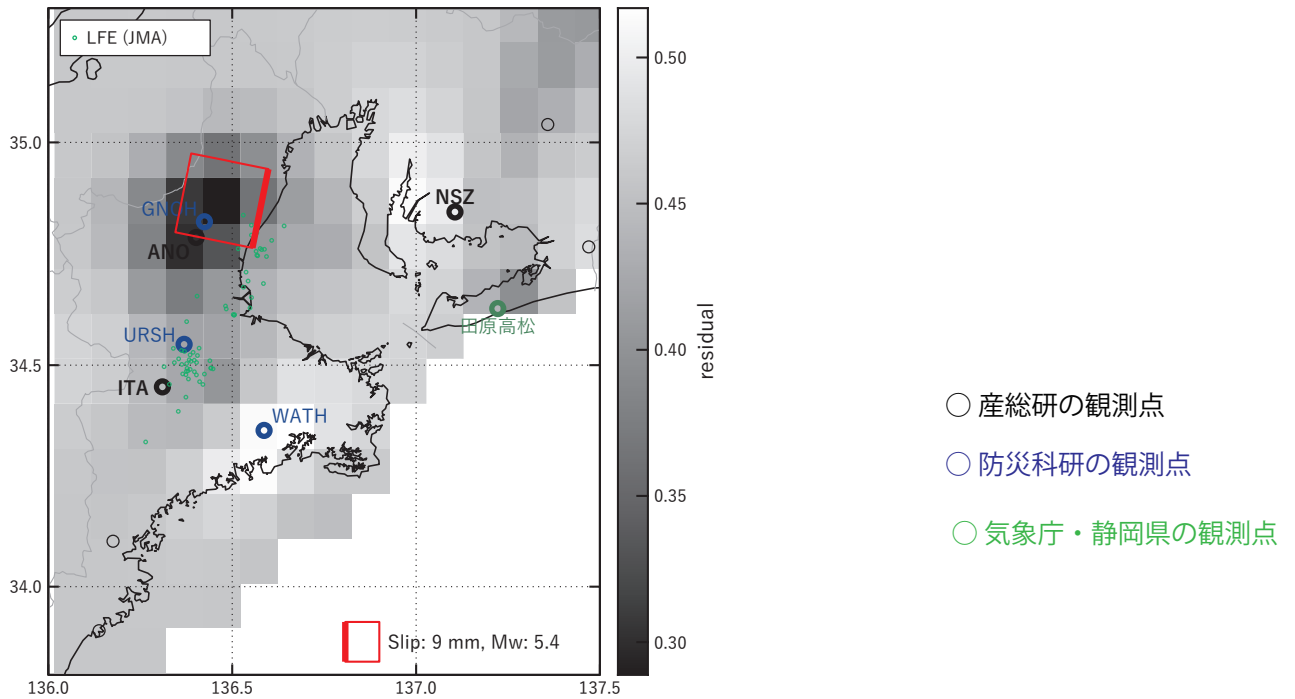 LFE (JMA)
0.50
35.0
NSZ
GNOH
0.45
ANO
田原高松
residual
URSH
0.40
34.5
ITA
WATH
○ 産総研の観測点
○ 防災科研の観測点
0.35
○ 気象庁・静岡県の観測点
34.0
Slip: 9 mm, Mw: 5.4
0.30
136.0
136.5
137.0
137.5